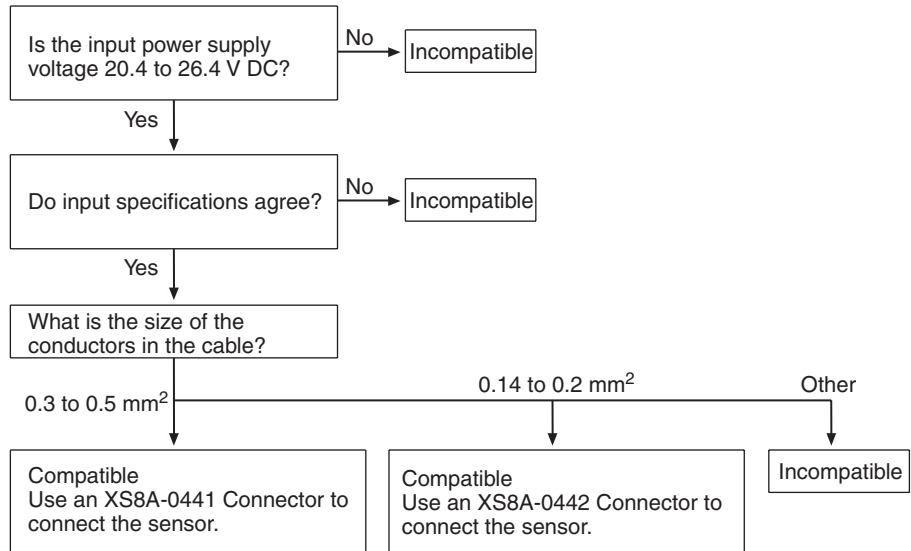 Is the input power supply
voltage 20.4 to 26.4 V DC?
No
Incompatible
Yes
Do input specifications agree?
No
Incompatible
Yes
What is the size of the
conductors in the cable?
0.3 to 0.5 mm²
0.14 to 0.2 mm²
Other
Compatible
Use an XS8A-0441 Connector to
connect the sensor.
Compatible
Use an XS8A-0442 Connector to
connect the sensor.
Incompatible